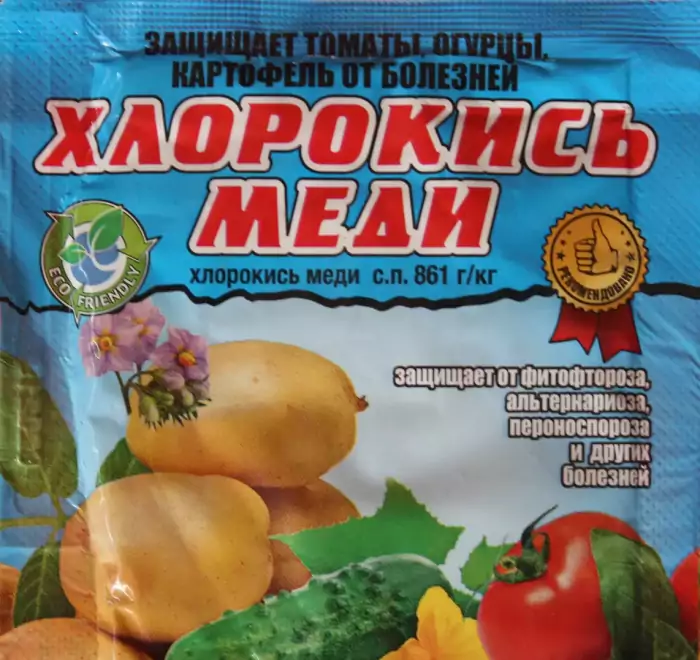 ЗАЩИЩАЕТ ТОМАТЫ, ОГУРЦЫ,
КАРТОФЕЛЬ ОТ БОЛЕЗНЕЙ
ХЛОРОКИСЬ
МЕДИ
ECO FRIENDLY
хлорокись меди с.п. 861 г/кг
РЕКОМЕНДОВАНО
защищает от фитофтороза,
альтернариоза,
пероноспороза
и других
болезней